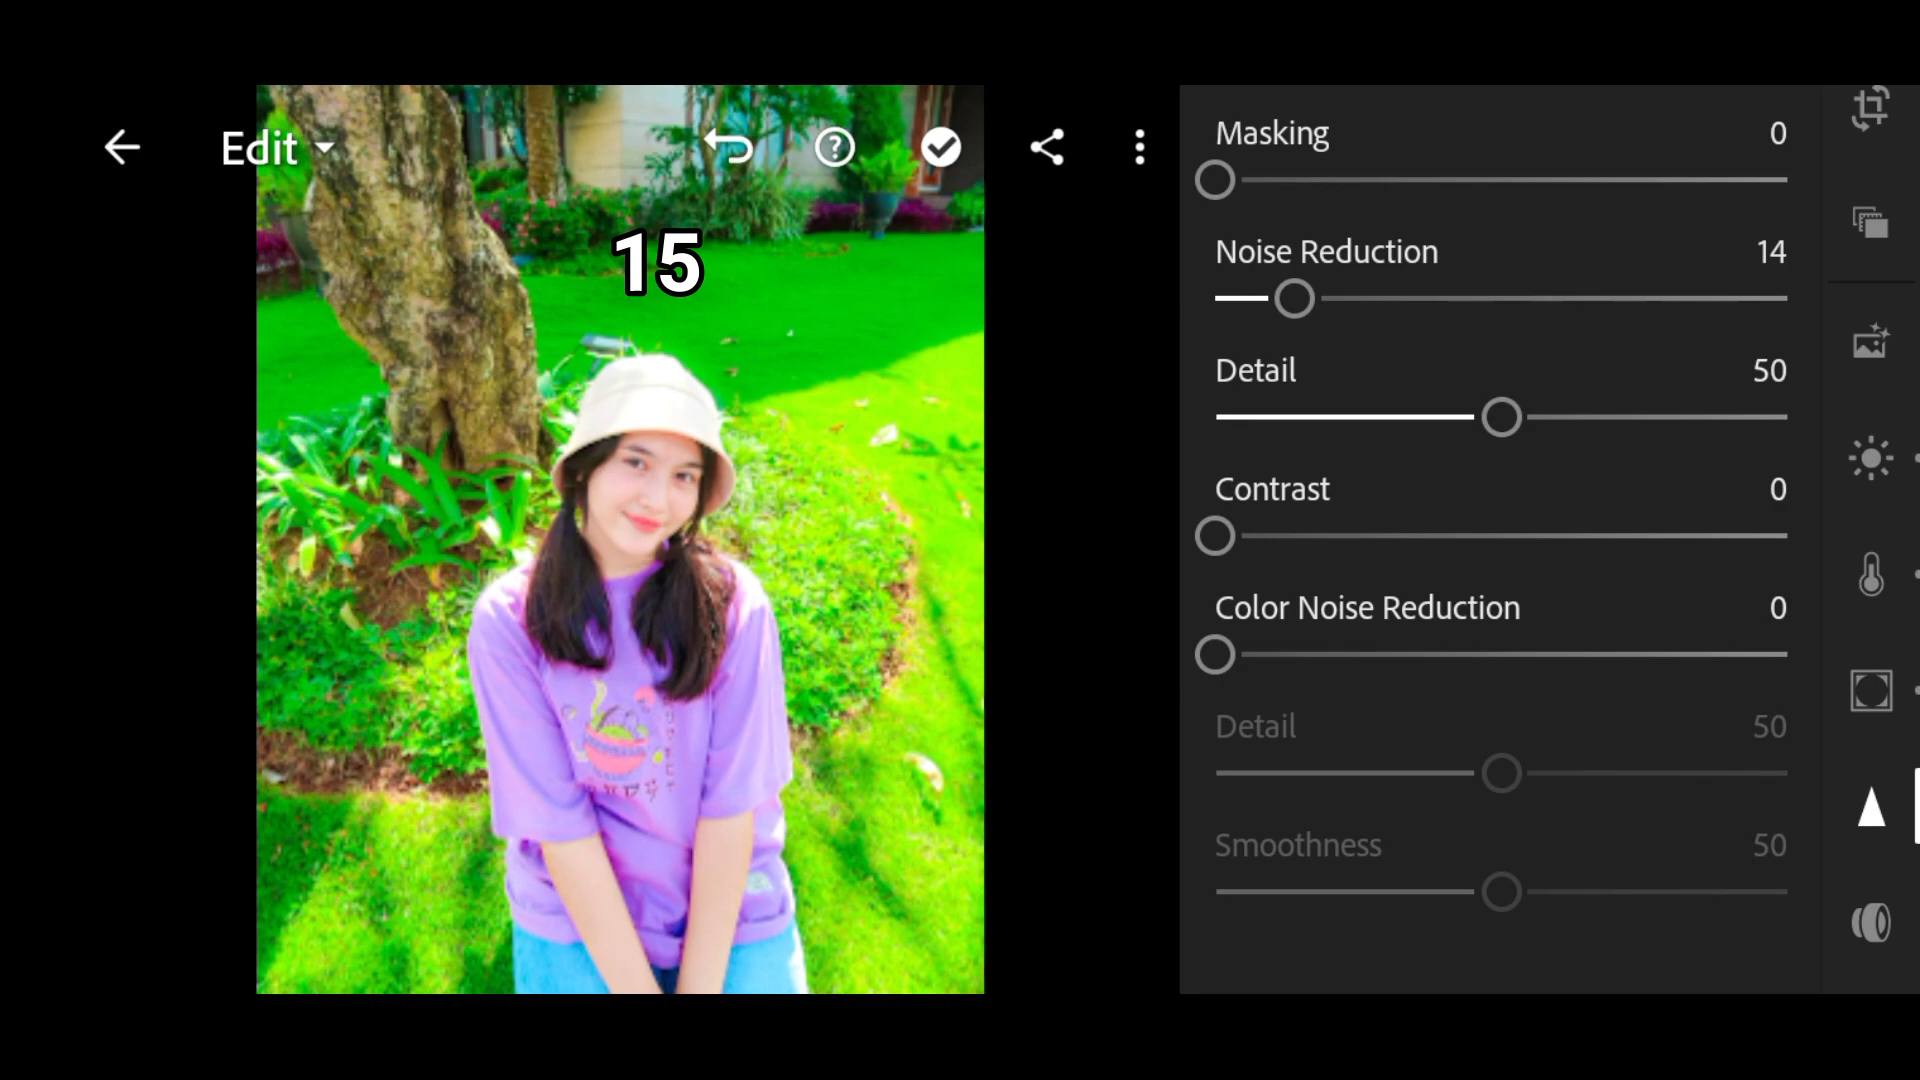 Edit
15
Masking 0
Noise Reduction 14
Detail 50
Contrast 0
Color Noise Reduction 0
Detail 50
Smoothness 50